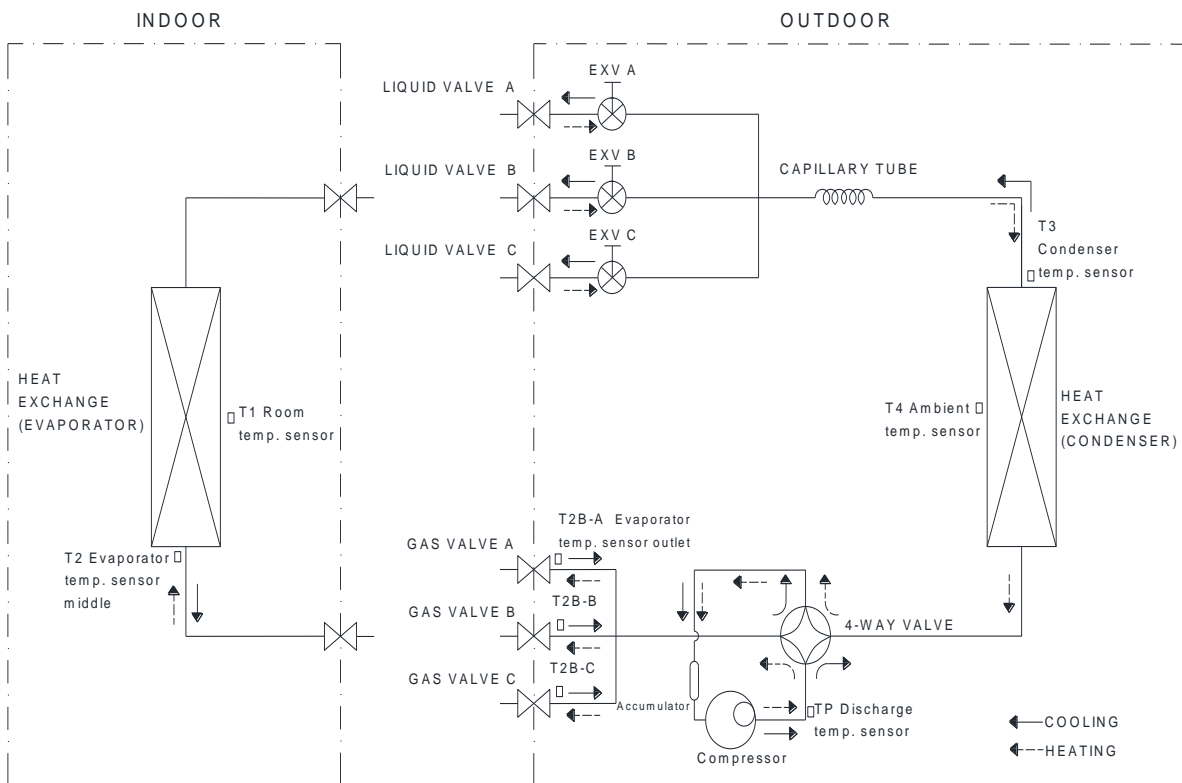 INDOOR
OUTDOOR
LIQUID VALVE A
EXV A
LIQUID VALVE B
EXV B
CAPILLARY TUBE
LIQUID VALVE C
EXV C
T3
Condenser
temp. sensor
HEAT
EXCHANGE
(EVAPORATOR)
T1 Room
temp. sensor
T4 Ambient
temp. sensor
HEAT
EXCHANGE
(CONDENSER)
T2 Evaporator
temp. sensor
middle
GAS VALVE A
T2B-A Evaporator
temp. sensor outlet
GAS VALVE B
T2B-B
4-WAY VALVE
GAS VALVE C
T2B-C
Accumulator
Compressor
TP Discharge
temp. sensor
COOLING
HEATING